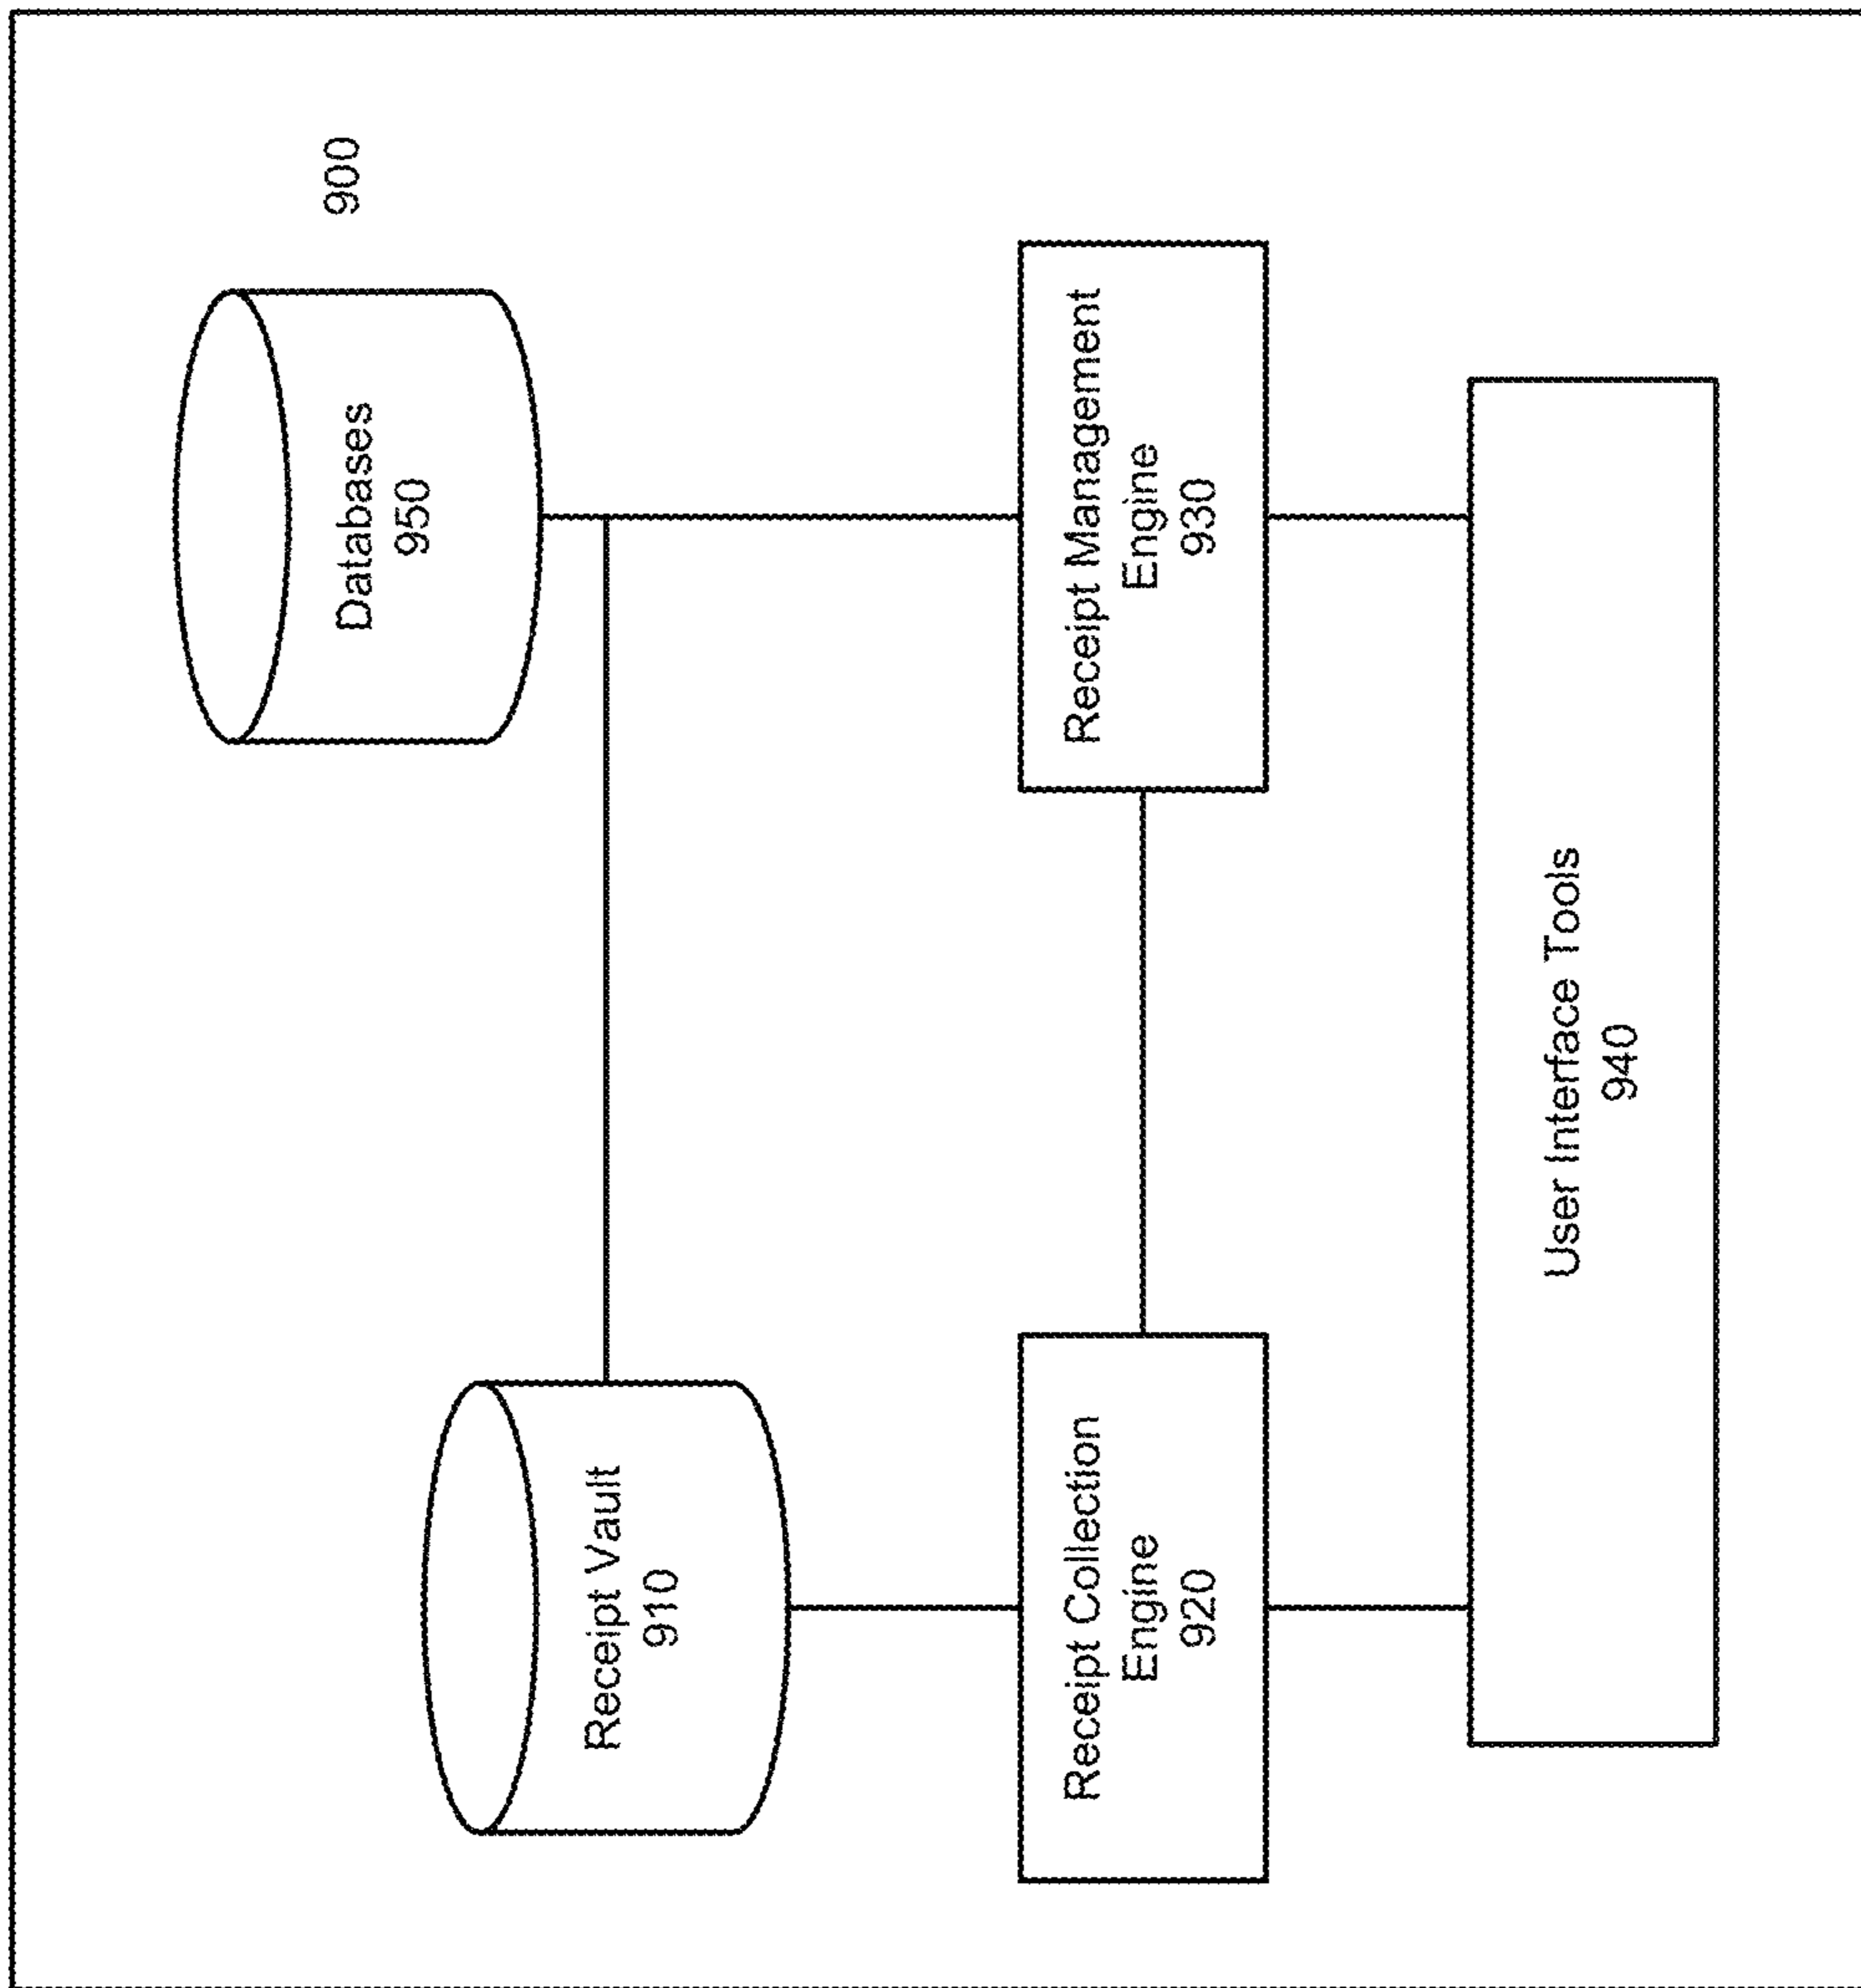 900
Databases
950
Receipt Vault
910
Receipt Management
Engine
930
Receipt Collection
Engine
920
User Interface Tools
940